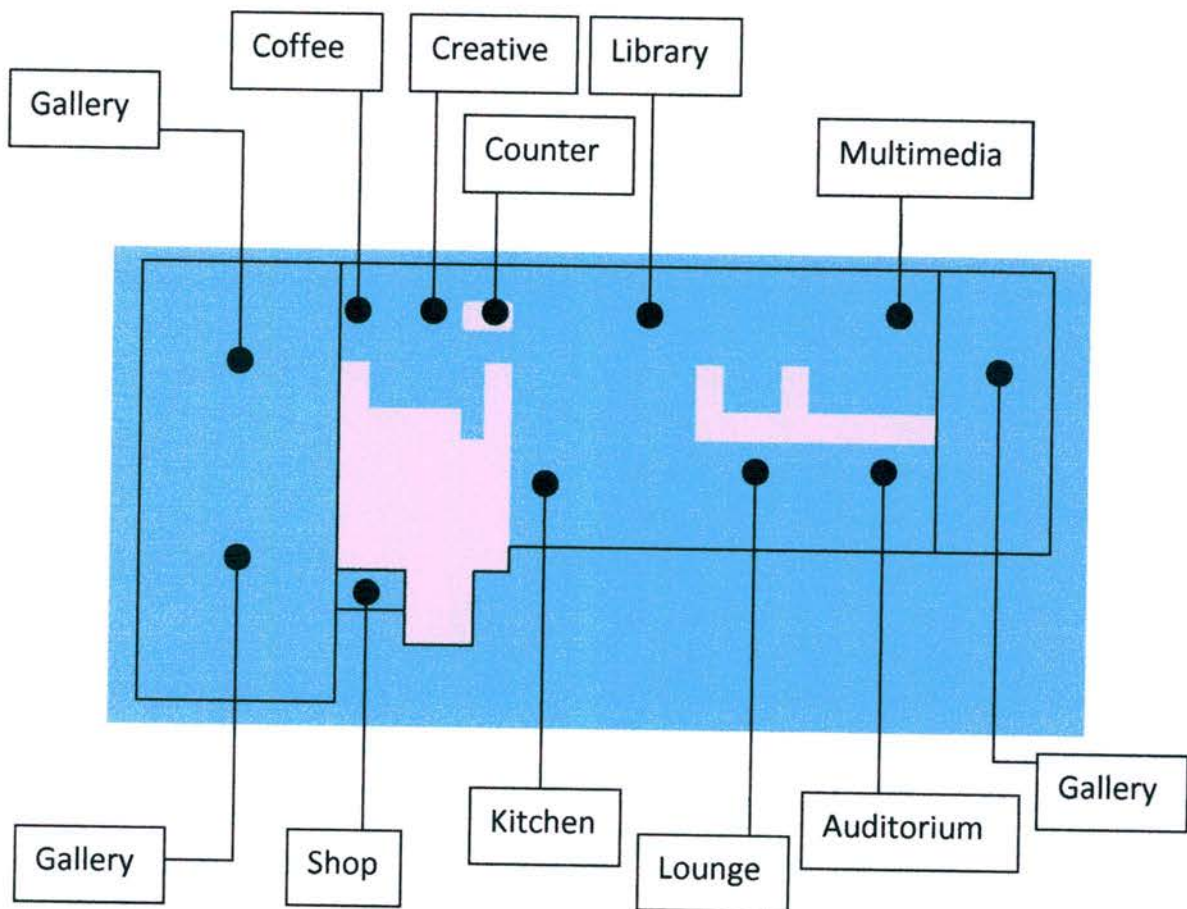 Coffee
Creative
Library
Gallery
Counter
Multimedia
Gallery
Kitchen
Auditorium
Gallery
Shop
Lounge